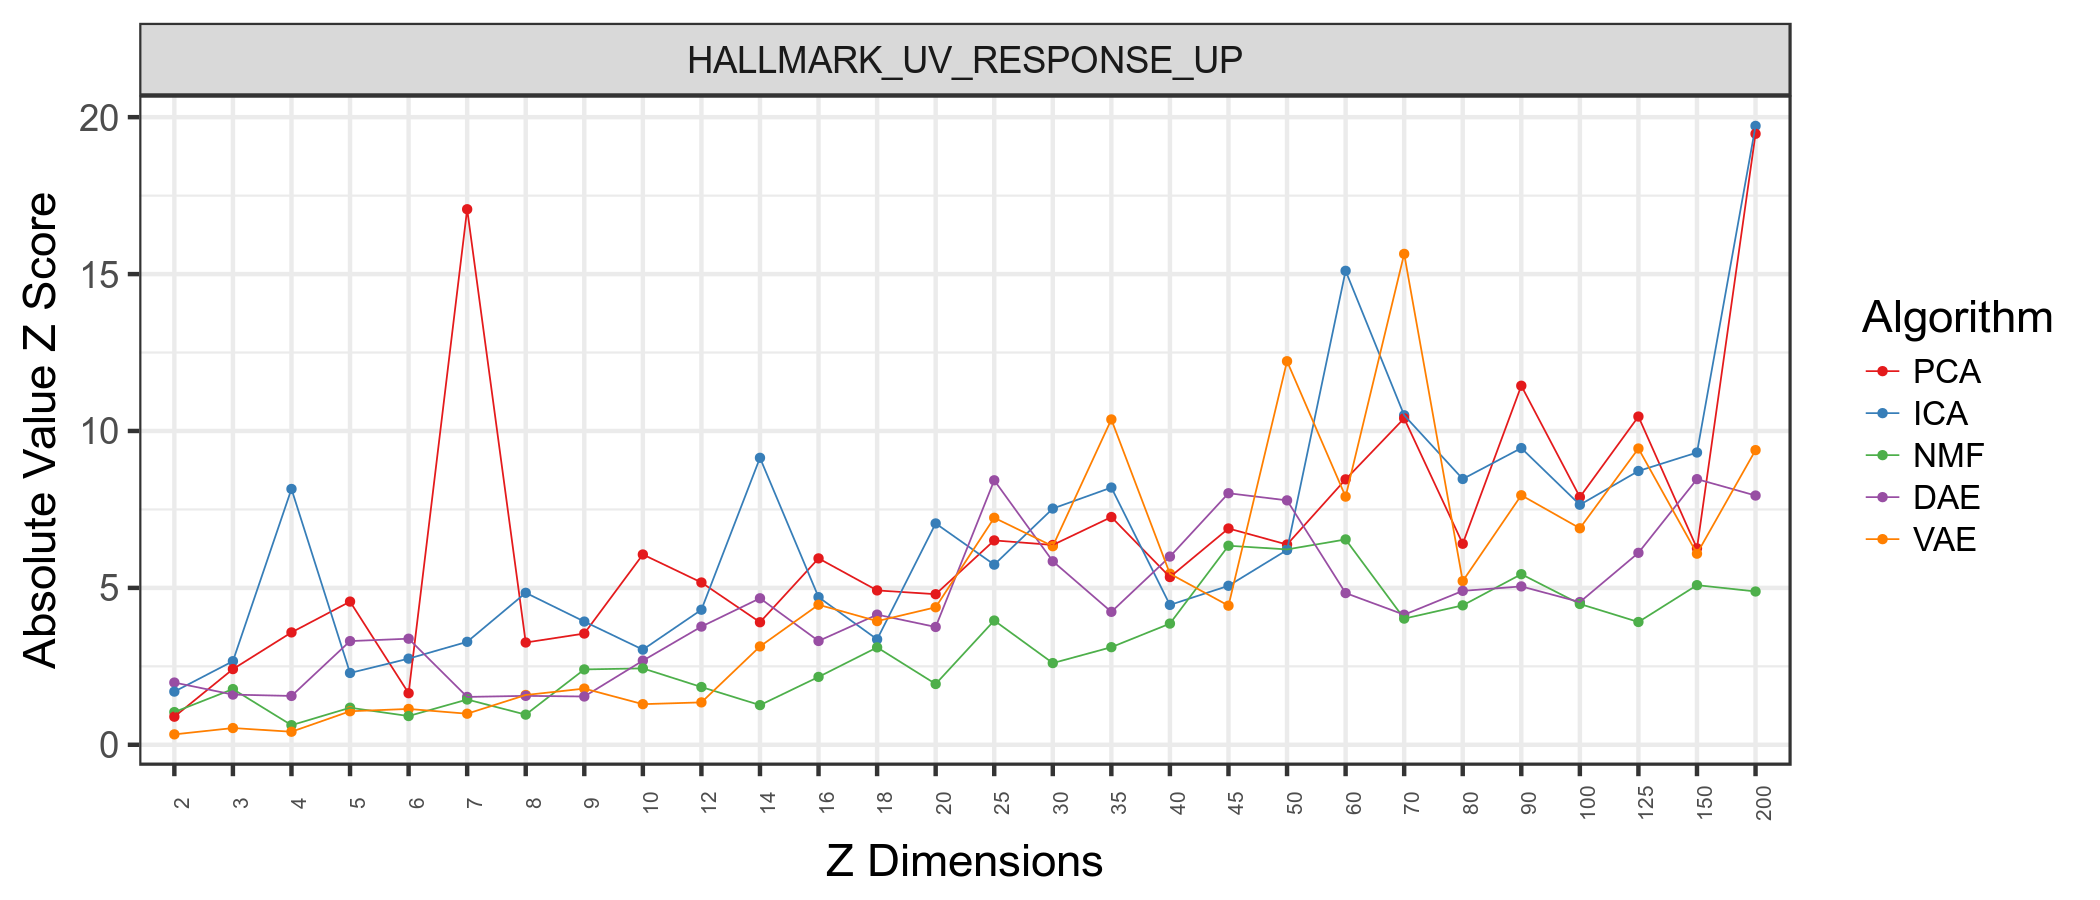 HALLMARK_UV_RESPONSE_UP
Absolute Value Z Score
20
15
10
5
0
2 3 4 5 6 7 8 9 10 12 14 16 18 20 25 30 35 40 45 50 60 70 80 90 100 125 150 200
Z Dimensions
Algorithm
PCA
ICA
NMF
DAE
VAE